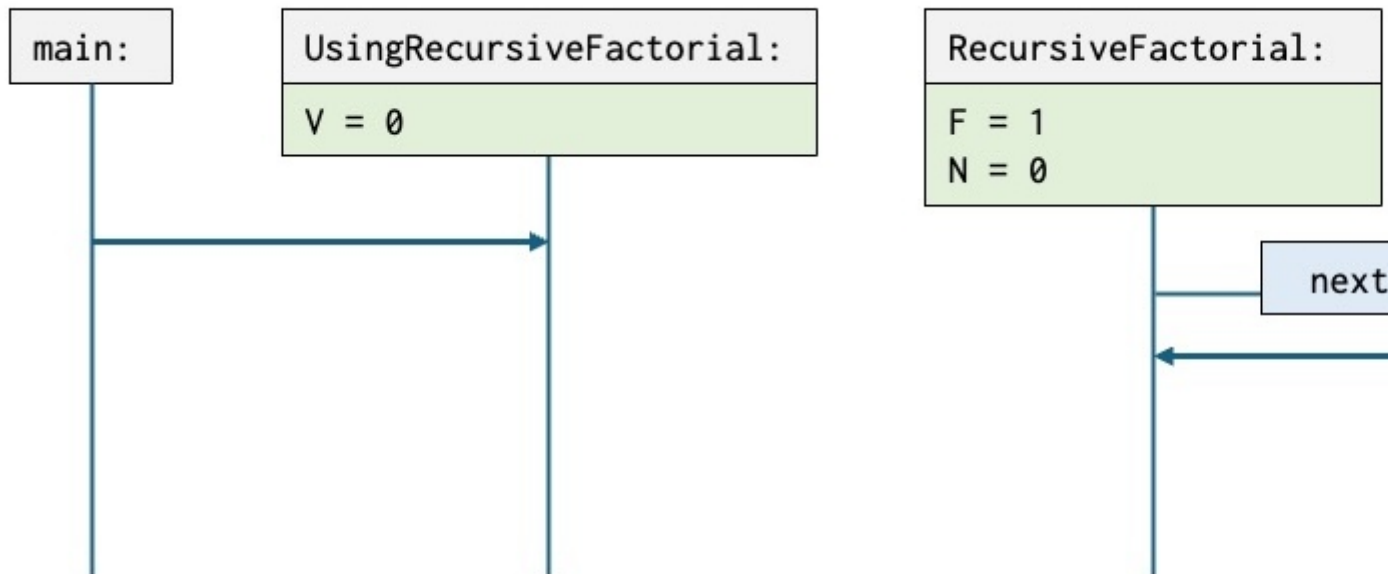 main:
UsingRecursiveFactorial:
V = 0
RecursiveFactorial:
F = 1
N = 0
next